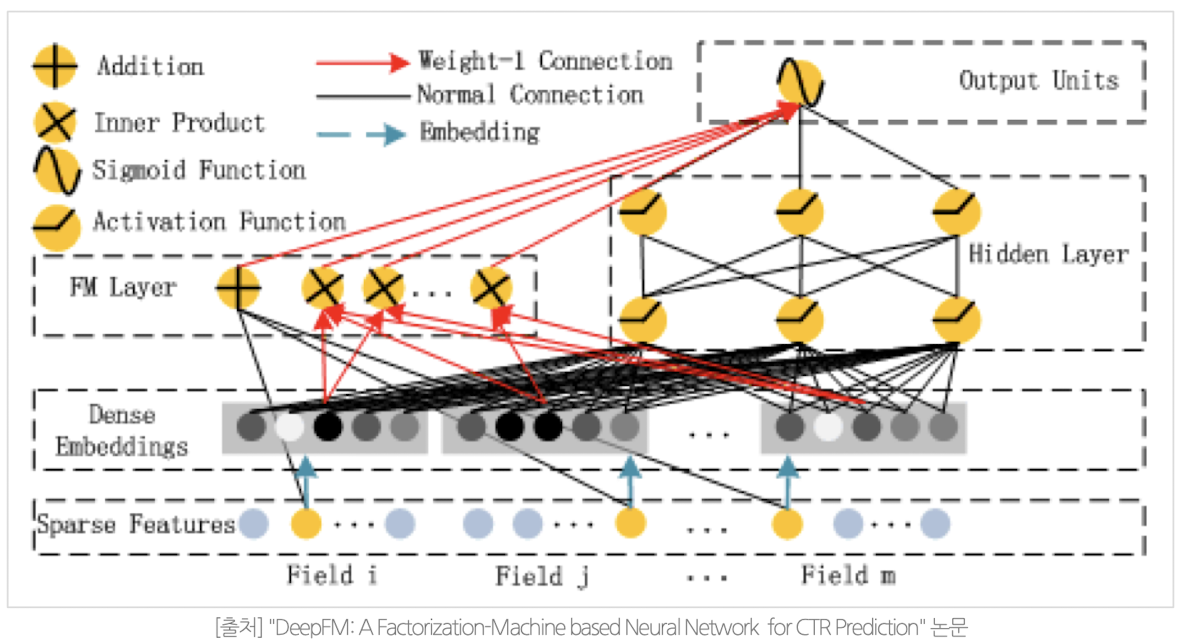 Addition
Inner Product
Sigmoid Function
Activation Function
Weight-1 Connection
Normal Connection
Embedding
Output Units
FM Layer
. . .
Hidden Layer
Dense
Embeddings
. . .
Sparse Features
. . .
. . .
. . .
. . .
Field i
Field j
. . .
Field m
[출처] "DeepFM: A Factorization-Machine based Neural Network for CTR Prediction" 논문